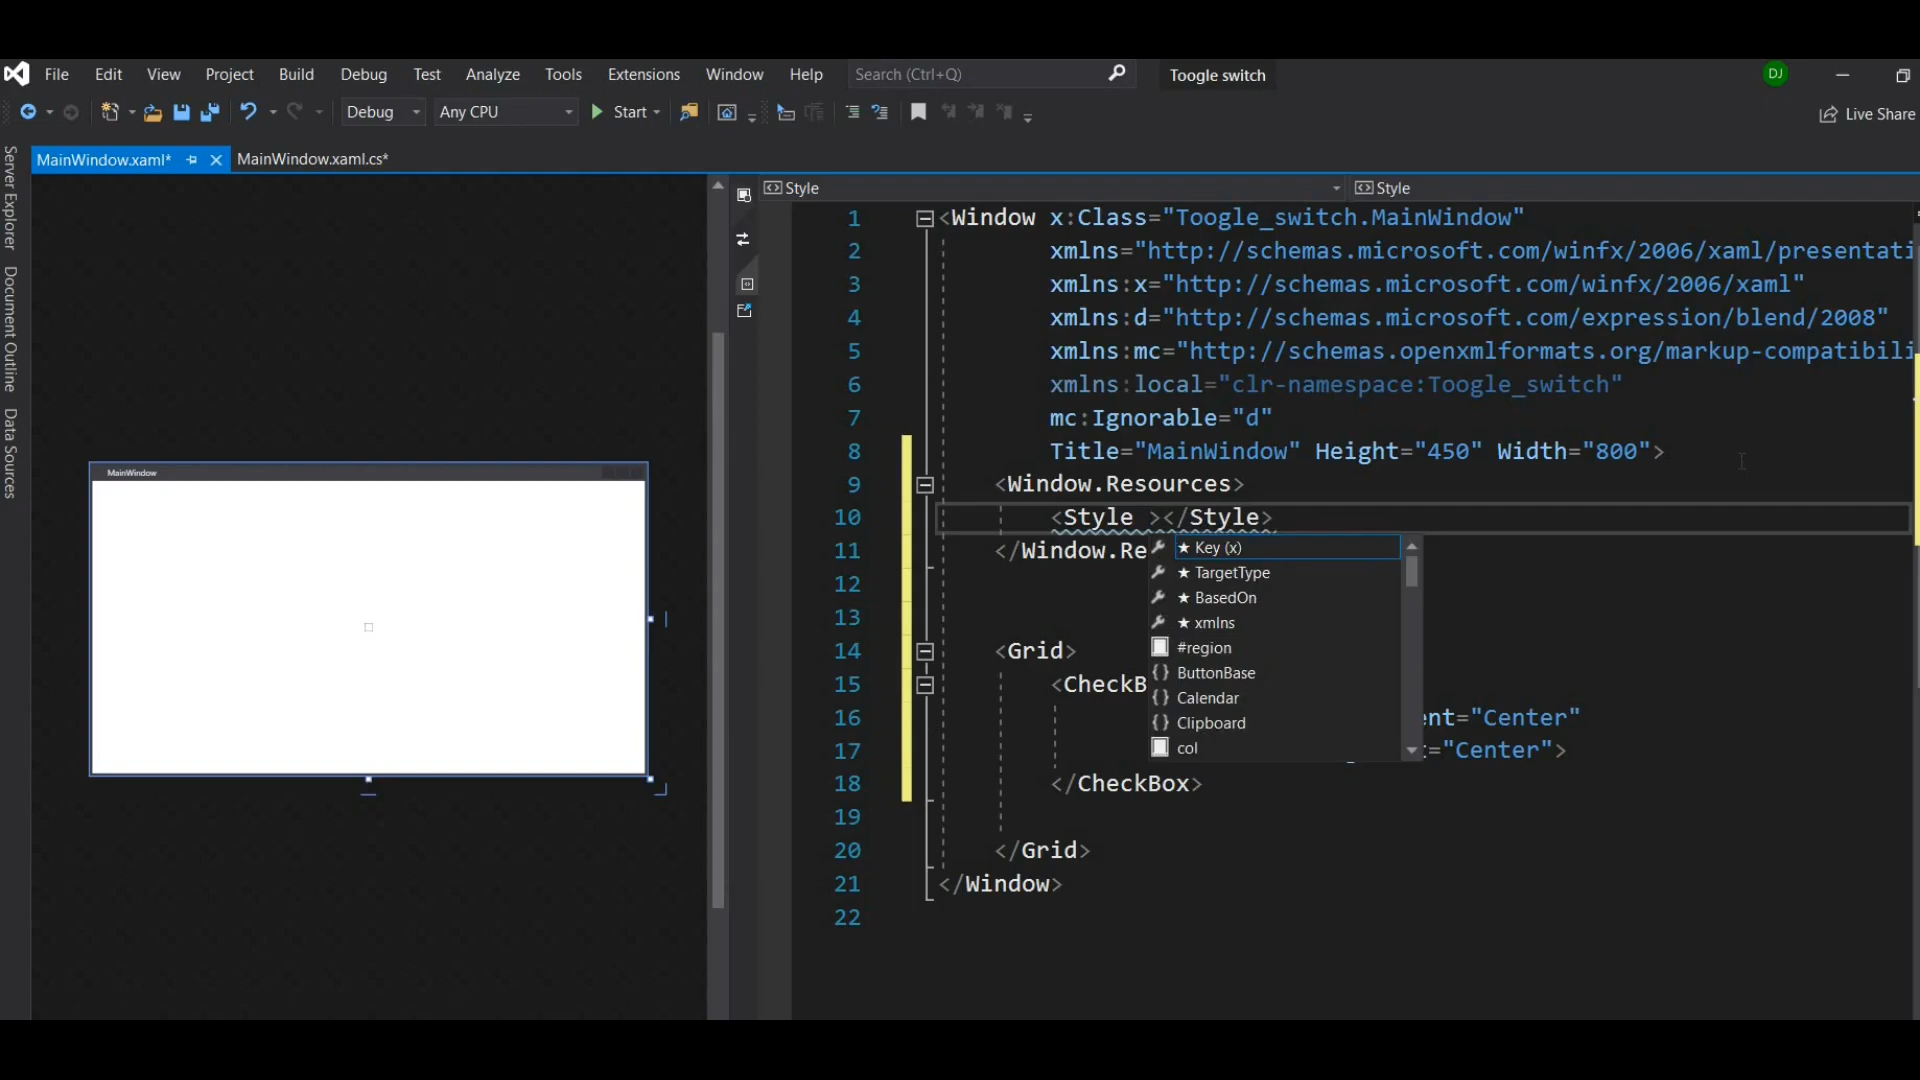 File Edit View Project Build Debug Test Analyze Tools Extensions Window Help Search (Ctrl+Q) Toogle switch DJ
Debug Any CPU Start Live Share
MainWindow.xaml* MainWindow.xaml.cs*
Server Explorer
Document Outline
Data Sources
MainWindow
Style Style
1 <Window x:Class="Toogle_switch.MainWindow"
2 xmlns="http://schemas.microsoft.com/winfx/2006/xaml/presentati
3 xmlns:x="http://schemas.microsoft.com/winfx/2006/xaml"
4 xmlns:d="http://schemas.microsoft.com/expression/blend/2008"
5 xmlns:mc="http://schemas.openxmlformats.org/markup-compatibili
6 xmlns:local="clr-namespace:Toogle_switch"
7 mc:Ignorable="d"
8 Title="MainWindow" Height="450" Width="800">
9 <Window.Resources>
10 <Style ></Style>
11 </Window.Re
12
13
14 <Grid>
15 <CheckB
16 ent="Center"
17 t="Center">
18 </CheckBox>
19
20 </Grid>
21 </Window>
22
★ Key (x)
★ TargetType
★ BasedOn
★ xmlns
#region
{} ButtonBase
{} Calendar
{} Clipboard
col